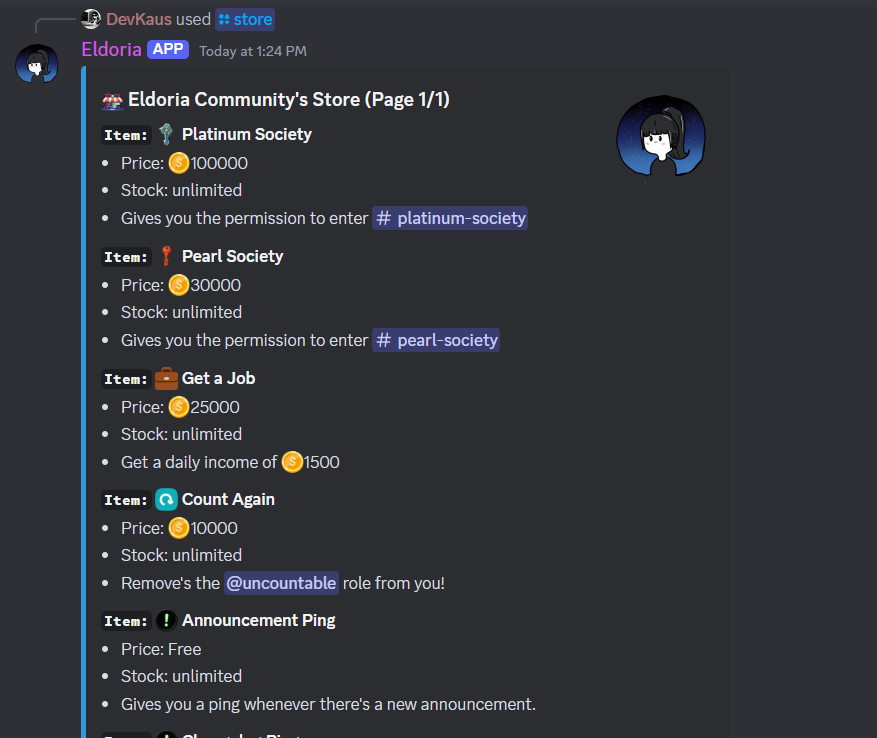 DevKaus used store
Eldoria APP Today at 1:24 PM
Eldoria Community's Store (Page 1/1)
Item: Platinum Society
• Price: 100000
• Stock: unlimited
• Gives you the permission to enter # platinum-society
Item: Pearl Society
• Price: 30000
• Stock: unlimited
• Gives you the permission to enter # pearl-society
Item: Get a Job
• Price: 25000
• Stock: unlimited
• Get a daily income of 1500
Item: Count Again
• Price: 10000
• Stock: unlimited
• Remove's the @uncountable role from you!
Item: ! Announcement Ping
• Price: Free
• Stock: unlimited
• Gives you a ping whenever there's a new announcement.